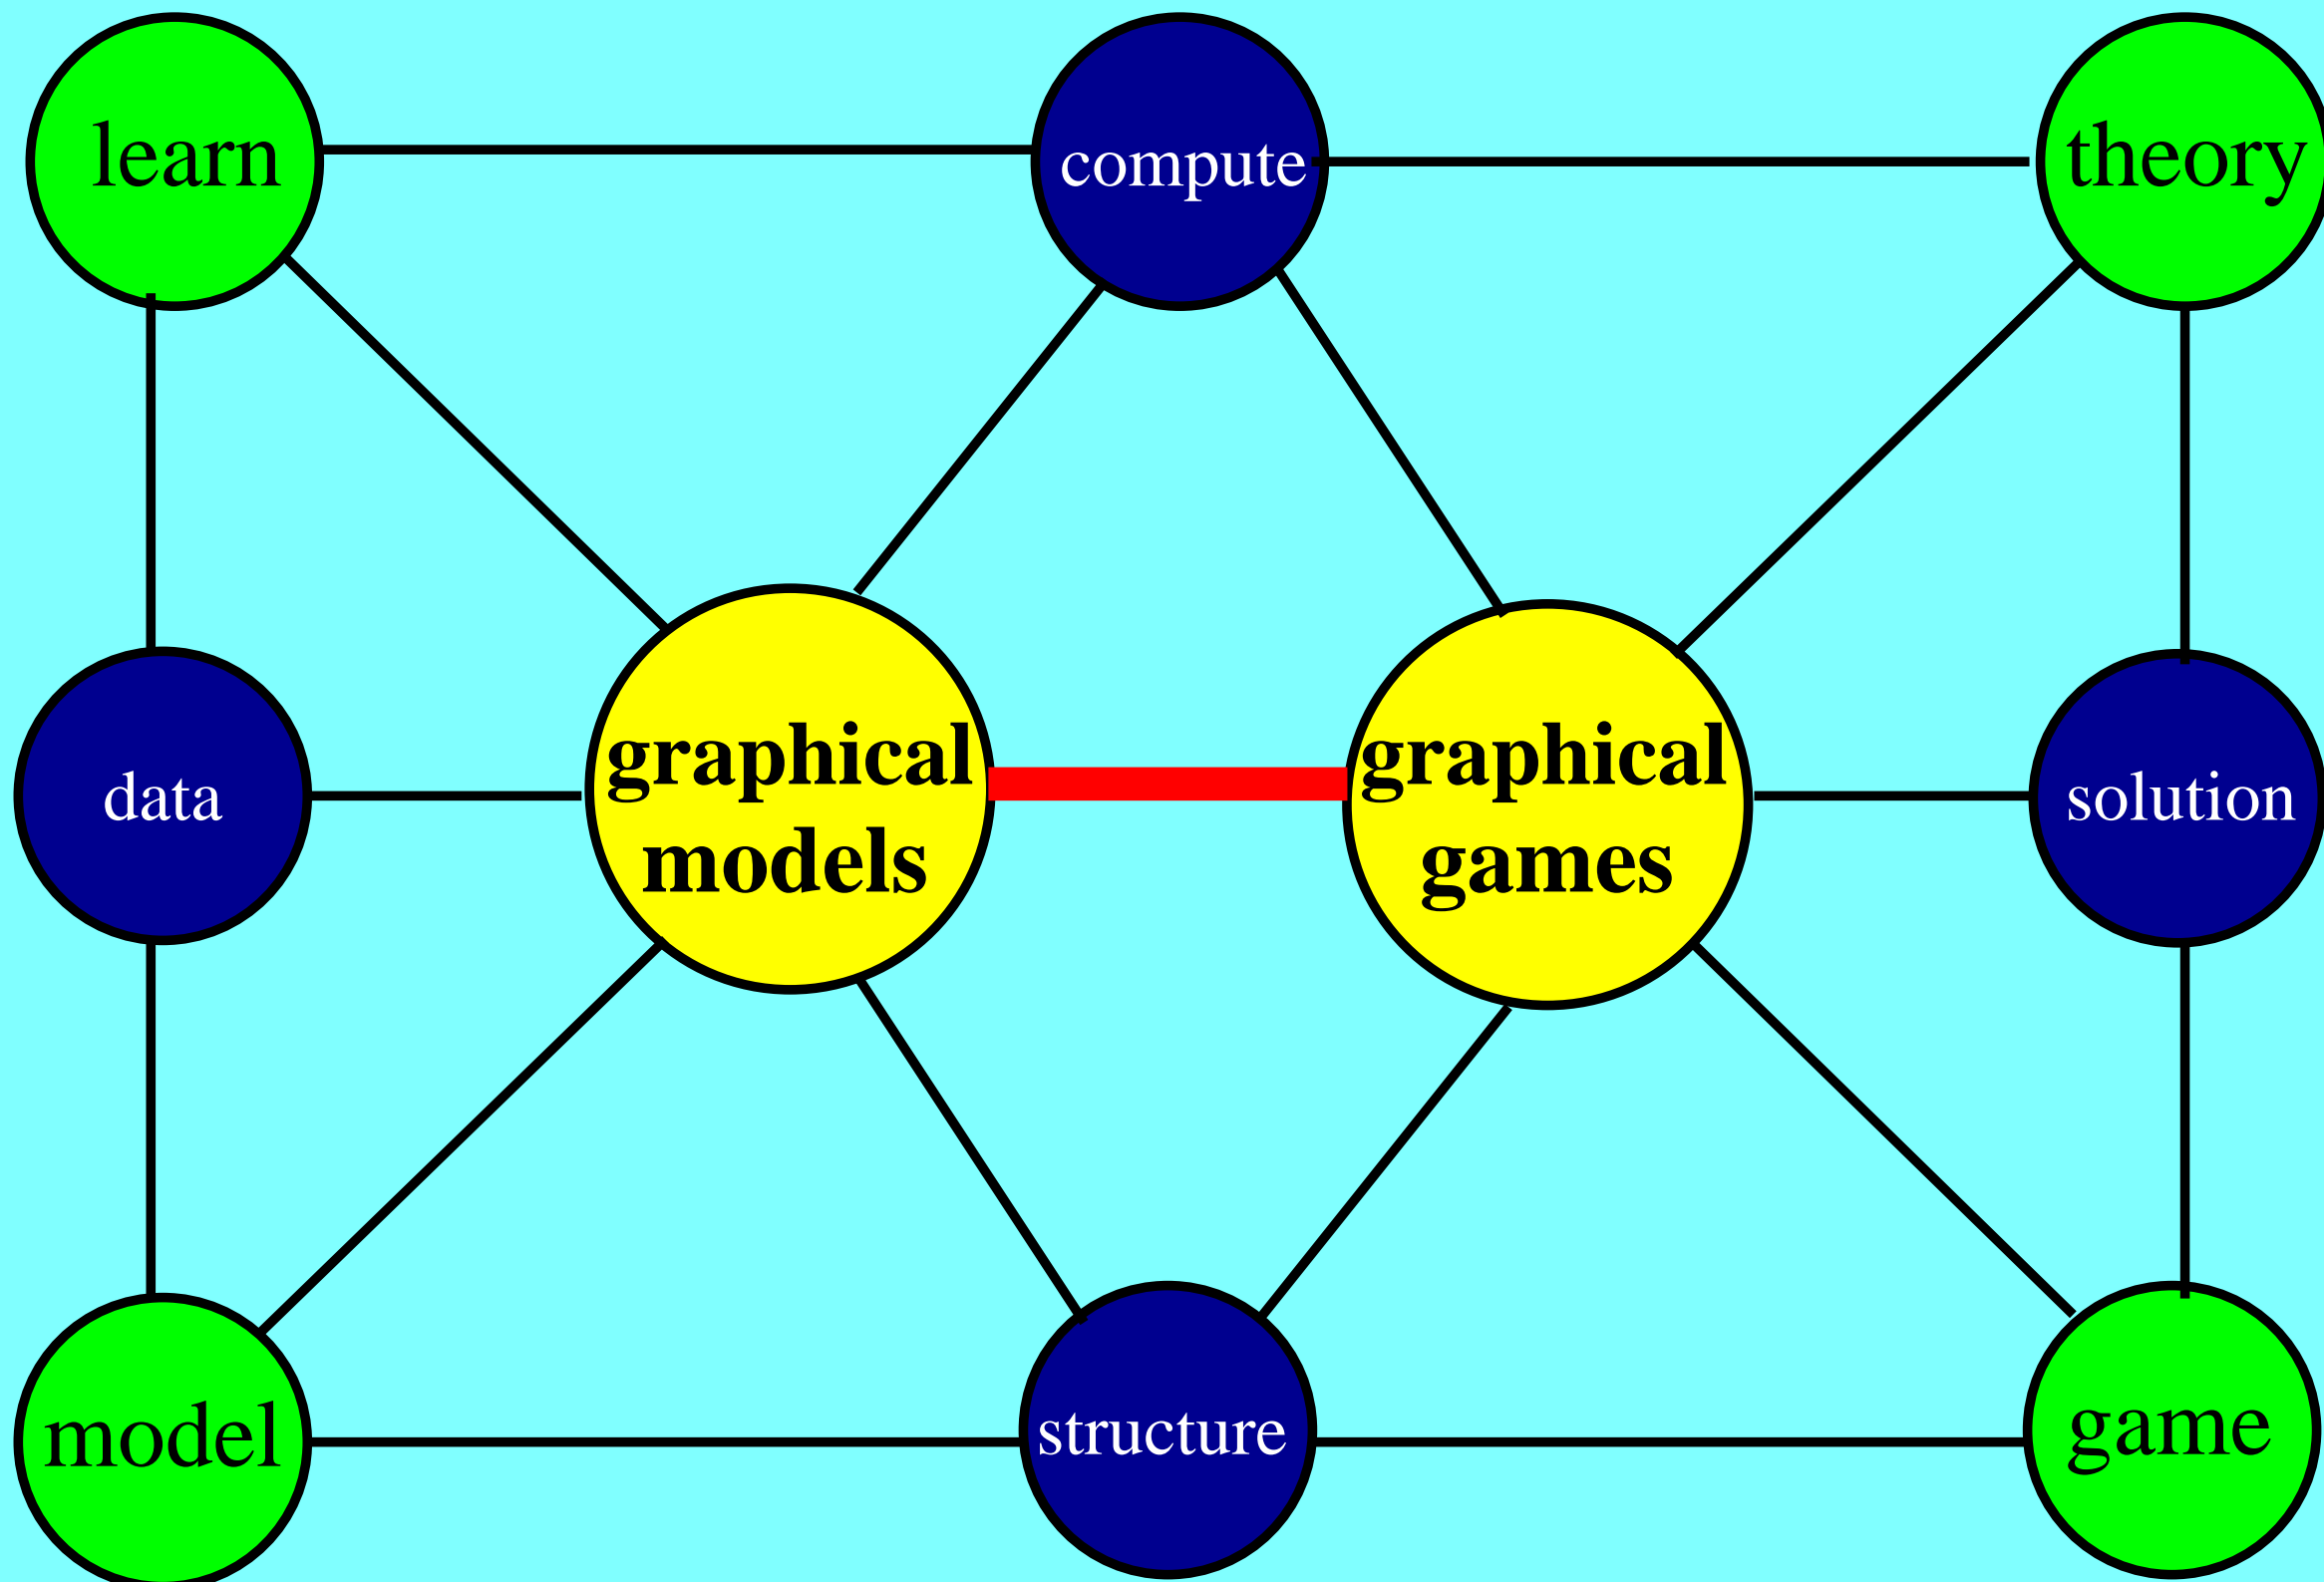 learn
compute
theory
data
graphical
models
graphical
games
solution
model
structure
game